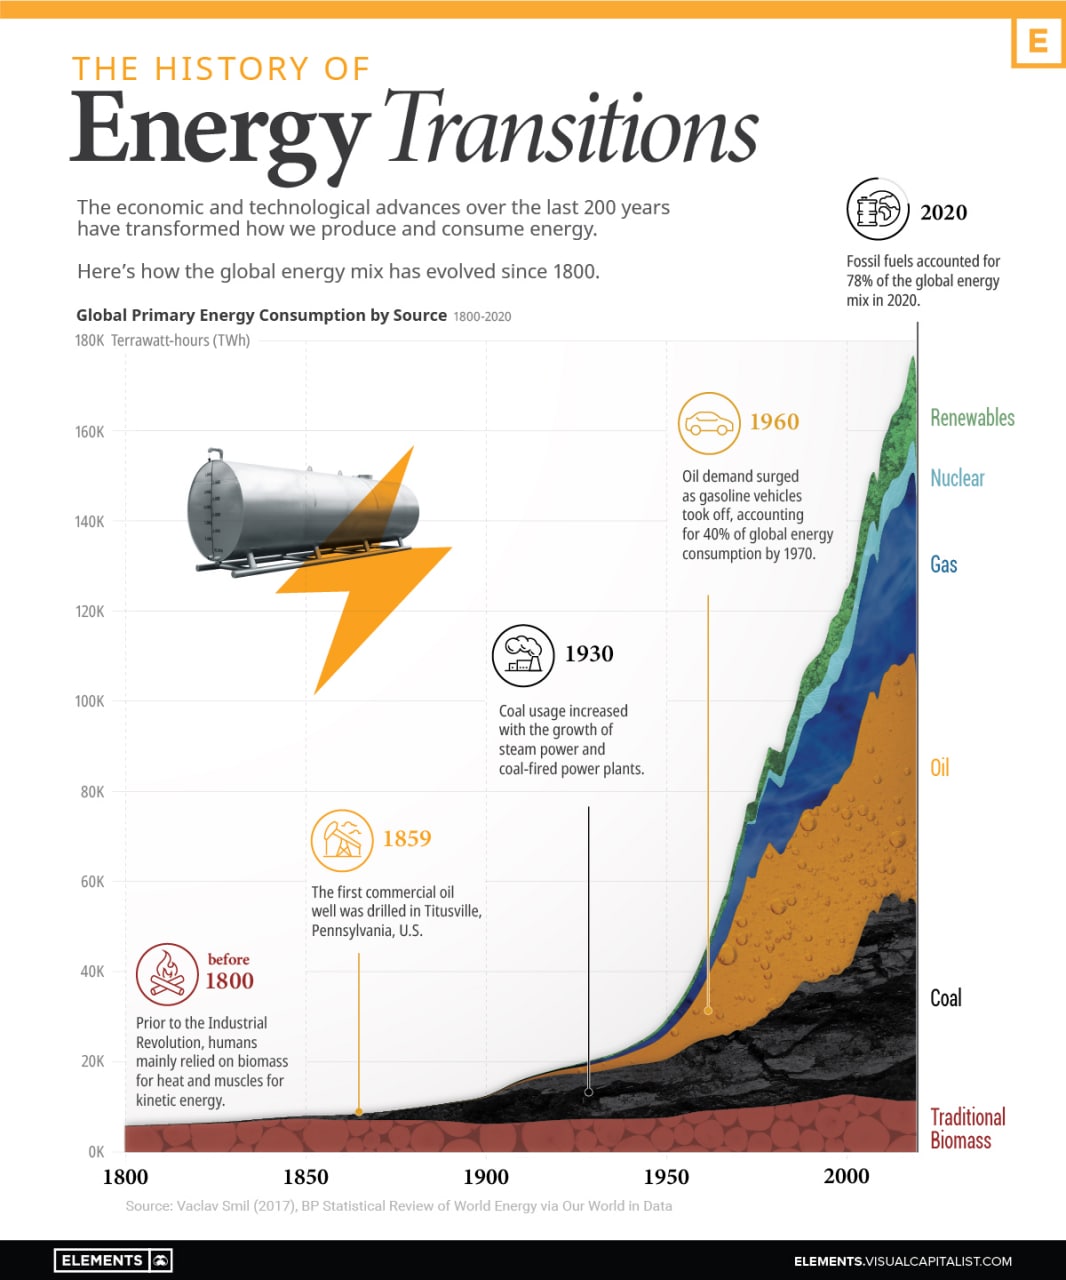 E
THE HISTORY OF
Energy Transitions
The economic and technological advances over the last 200 years
have transformed how we produce and consume energy.
Here's how the global energy mix has evolved since 1800.
Global Primary Energy Consumption by Source 1800-2020
2020
Fossil fuels accounted for
78% of the global energy
mix in 2020.
180K Terrawatt-hours (TWh)
160K
140K
120K
100K
80K
60K
40K
20K
0K
1960
Oil demand surged
as gasoline vehicles
took off, accounting
for 40% of global energy
consumption by 1970.
1930
Coal usage increased
with the growth of
steam power and
coal-fired power plants.
1859
The first commercial oil
well was drilled in Titusville,
Pennsylvania, U.S.
before
1800
Prior to the Industrial
Revolution, humans
mainly relied on biomass
for heat and muscles for
kinetic energy.
Renewables
Nuclear
Gas
Oil
Coal
Traditional
Biomass
1800 1850 1900 1950 2000
Source: Vaclav Smil (2017), BP Statistical Review of World Energy via Our World in Data
ELEMENTS
ELEMENTS.VISUALCAPITALIST.COM